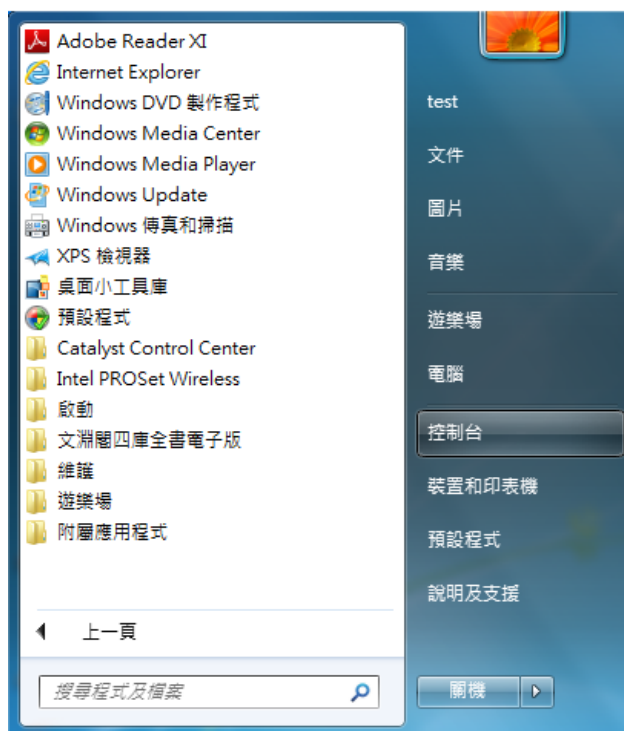 Adobe Reader XI
Internet Explorer
Windows DVD 製作程式
Windows Media Center
Windows Media Player
Windows Update
Windows 傳真和掃描
XPS 檢視器
桌面小工具庫
預設程式
Catalyst Control Center
Intel PROSet Wireless
啟動
文淵閣四庫全書電子版
維護
遊樂場
附屬應用程式
上一頁
搜尋程式及檔案
test
文件
圖片
音樂
遊樂場
電腦
控制台
裝置和印表機
預設程式
說明及支援
關機